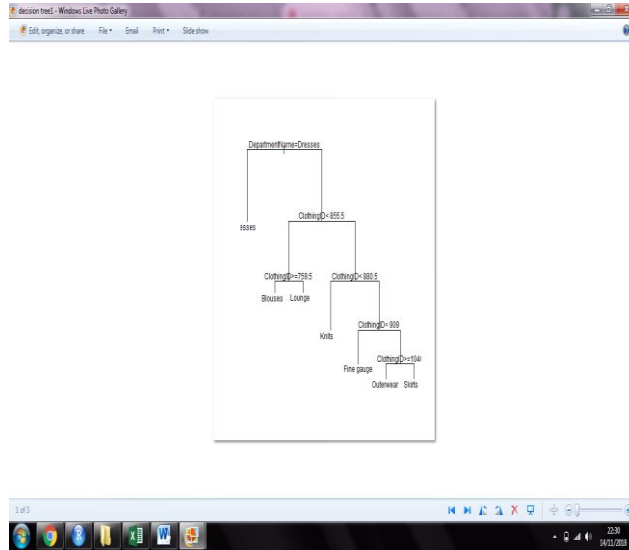 decision tree1 - Windows Live Photo Gallery
Edit, organize, or share File Print Email Slide show
DepartmentName=Dresses
ClothingID< 855.5
esses
ClothingID>=759.5 ClothingID< 880.5
Blouses Lounge
Knits
ClothingID< 909
ClothingID>=104
Fine gauge
Outerwear Skirts
1 of 3
22:30
14/11/2018